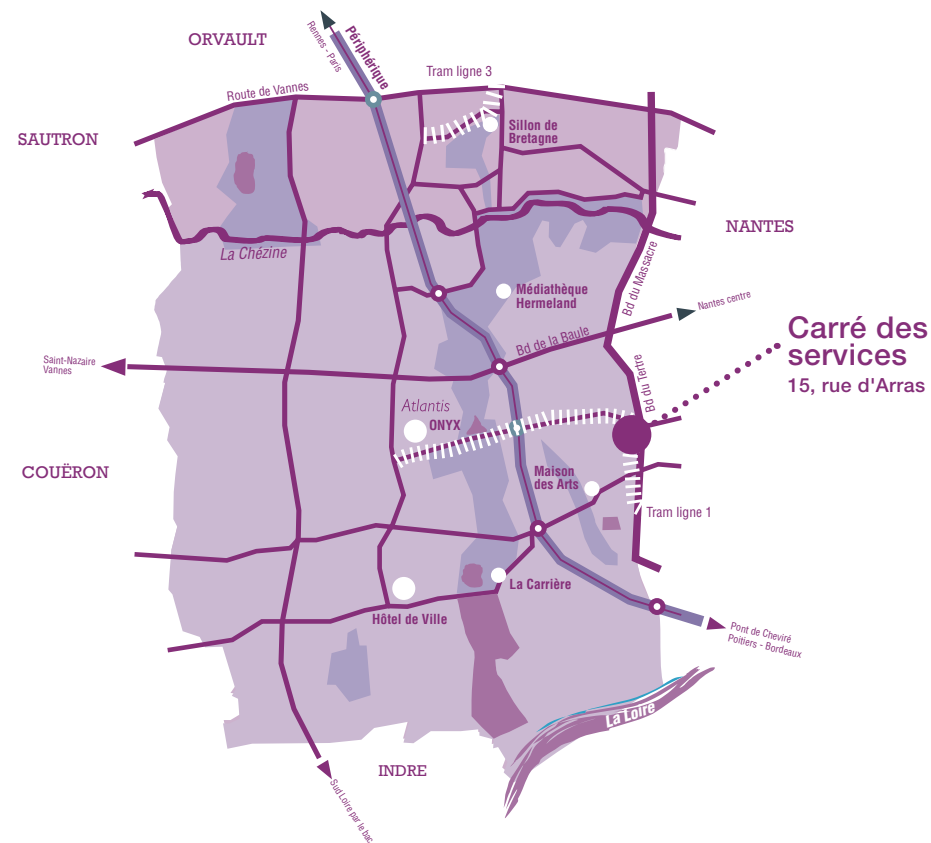 ORVAULT
Rennes - Paris
Périphérique
Tram ligne 3
Route de Vannes
SAUTRON
Sillon de
Bretagne
NANTES
La Chézine
Bd du Massacre
Médiathèque
Hermeland
Nantes centre
Bd de la Baule
Carré des
services
15, rue d'Arras
Saint-Nazaire
Vannes
Bd du Tertre
Atlantis
ONYX
COUËRON
Maison
des Arts
Tram ligne 1
La Carrière
Hôtel de Ville
Pont de Cheviré
Poitiers - Bordeaux
La Loire
INDRE
Sud Loire par le bac